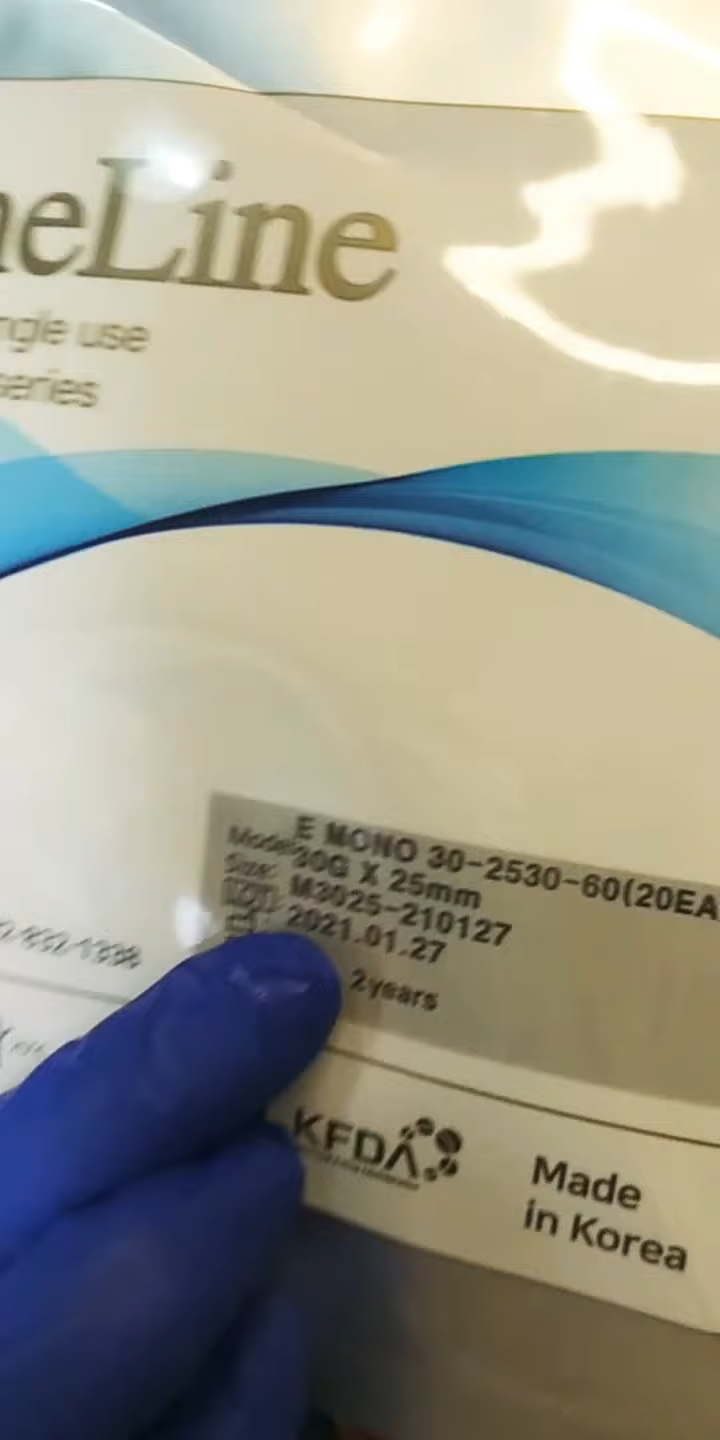 neLine
ngle use
series
E MONO 30-2530-60(20EA
Model
Size: 30G X 25mm
LOT: M3025-210127
2021.01.27
2years
KFDA
Made
in Korea